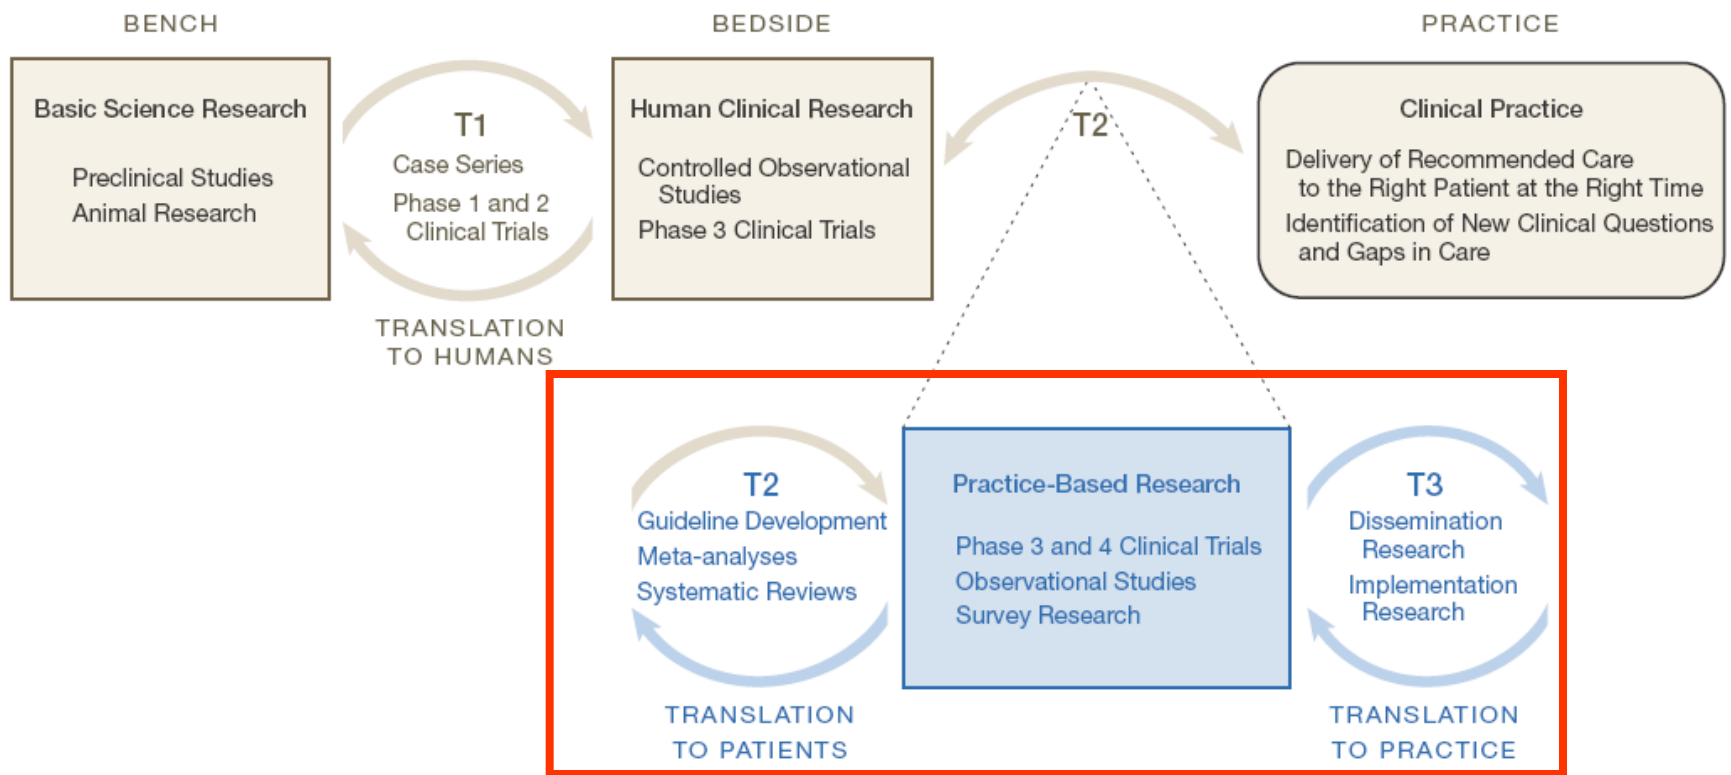 BENCH
BEDSIDE
PRACTICE
Basic Science Research
Preclinical Studies
Animal Research
T1
Case Series
Phase 1 and 2
Clinical Trials
TRANSLATION
TO HUMANS
Human Clinical Research
Controlled Observational
Studies
Phase 3 Clinical Trials
T2
Clinical Practice
Delivery of Recommended Care
to the Right Patient at the Right Time
Identification of New Clinical Questions
and Gaps in Care
T2
Guideline Development
Meta-analyses
Systematic Reviews
TRANSLATION
TO PATIENTS
Practice-Based Research
Phase 3 and 4 Clinical Trials
Observational Studies
Survey Research
T3
Dissemination
Research
Implementation
Research
TRANSLATION
TO PRACTICE